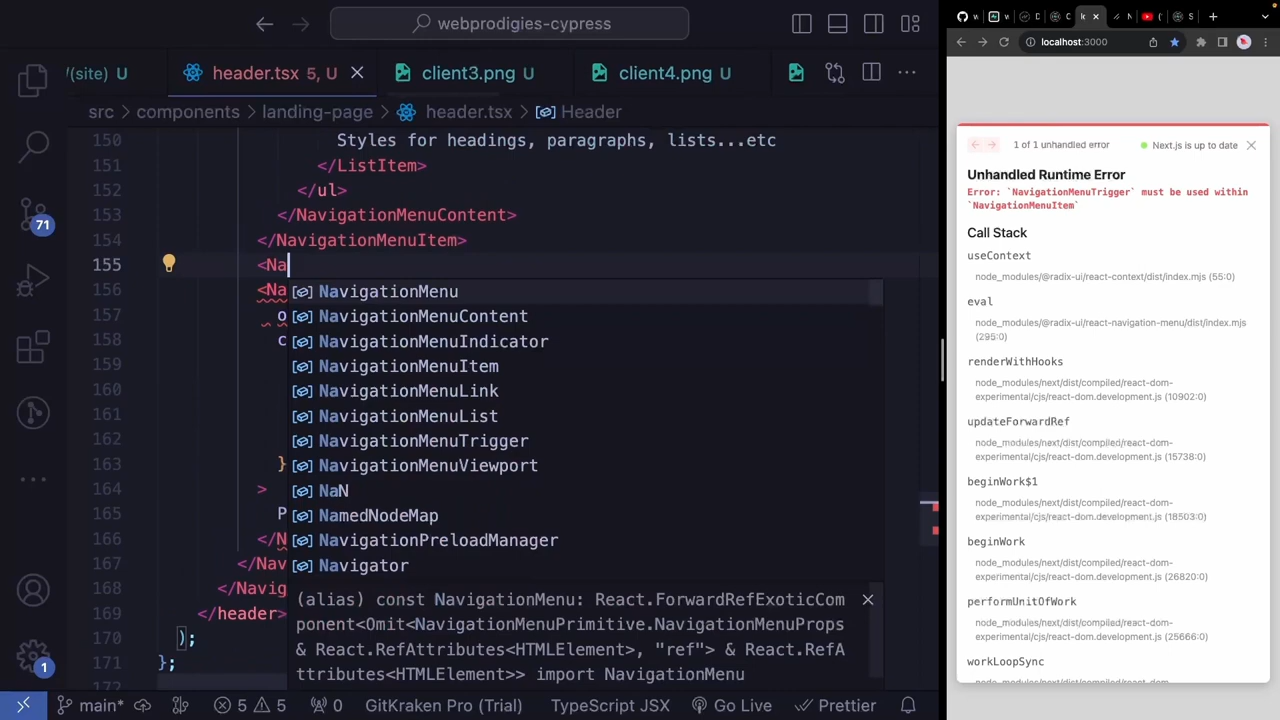 webprodigies-cypress
/(site) U
header.tsx 5, U
client3.png U
client4.png U
src > components > landing-page > header.tsx > Header
150 Styles for headings, paragraphs, lists...etc
151 </ListItem>
152 </ul>
153 </NavigationMenuContent>
154 </NavigationMenuItem>
155 <Na
156 <Na
157 o
158 c
159
160
161
162
163 }
164 >
165 P
166 </N
167 </Nav
168 </Navig
169 </header>
170 );
171 };
172
NavigationMenu
NavigationMenuContent
NavigationMenuIndicator
NavigationMenuItem
NavigationMenuLink
NavigationMenuList
NavigationMenuTrigger
NavigationMenuViewport
NaN
NamedNodeMap
NavigationPreloadManager
Navigator
(alias) const NavigationMenu: React.ForwardRefExoticCom
ponent<Omit<NavigationMenuPrimitive.NavigationMenuProps
& React.RefAttributes<HTMLElement>, "ref"> & React.RefA
ttributes<HTMLElement>> import NavigationMenu
71
1
main*
5 5
0
GitKraken Pro (Trial)
TypeScript JSX
Go Live
Prettier
localhost:3000
1 of 1 unhandled error
Next.js is up to date
Unhandled Runtime Error
Error: `NavigationMenuTrigger` must be used within
`NavigationMenuItem`
Call Stack
useContext
node_modules/@radix-ui/react-context/dist/index.mjs (55:0)
eval
node_modules/@radix-ui/react-navigation-menu/dist/index.mjs
(295:0)
renderWithHooks
node_modules/next/dist/compiled/react-dom-
experimental/cjs/react-dom.development.js (10902:0)
updateForwardRef
node_modules/next/dist/compiled/react-dom-
experimental/cjs/react-dom.development.js (15738:0)
beginWork$1
node_modules/next/dist/compiled/react-dom-
experimental/cjs/react-dom.development.js (18503:0)
beginWork
node_modules/next/dist/compiled/react-dom-
experimental/cjs/react-dom.development.js (26820:0)
performUnitOfWork
node_modules/next/dist/compiled/react-dom-
experimental/cjs/react-dom.development.js (25666:0)
workLoopSync
node_modules/next/dist/compiled/react-dom-